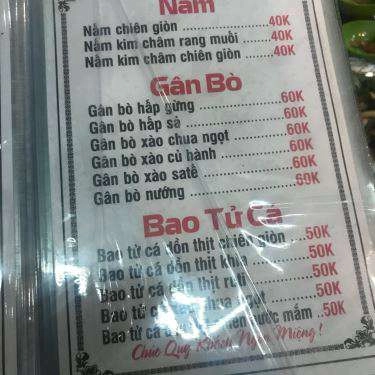 Nấm
Nấm chiên giòn ..................40K
Nấm kim châm rang muối .....40K
Nấm kim châm chiên giòn .....40K
Gân Bò
Gân bò hấp gừng ..................60K
Gân bò hấp sả ..................60K
Gân bò xào chua ngọt ............60K
Gân bò xào củ hành .............60K
Gân bò xào satế ..................60K
Gân bò nướng ..................60K
Bao Tử Cá
Bao tử cá dồn thịt chiên giòn .....50K
Bao tử cá dồn thịt khìa ..........50K
Bao tử cá dồn thịt roti ..........50K
Bao tử cá ngọt ..........50K
Bao tử cá nước mắm ..50K
Chúc Quý Khách Ngon Miệng !